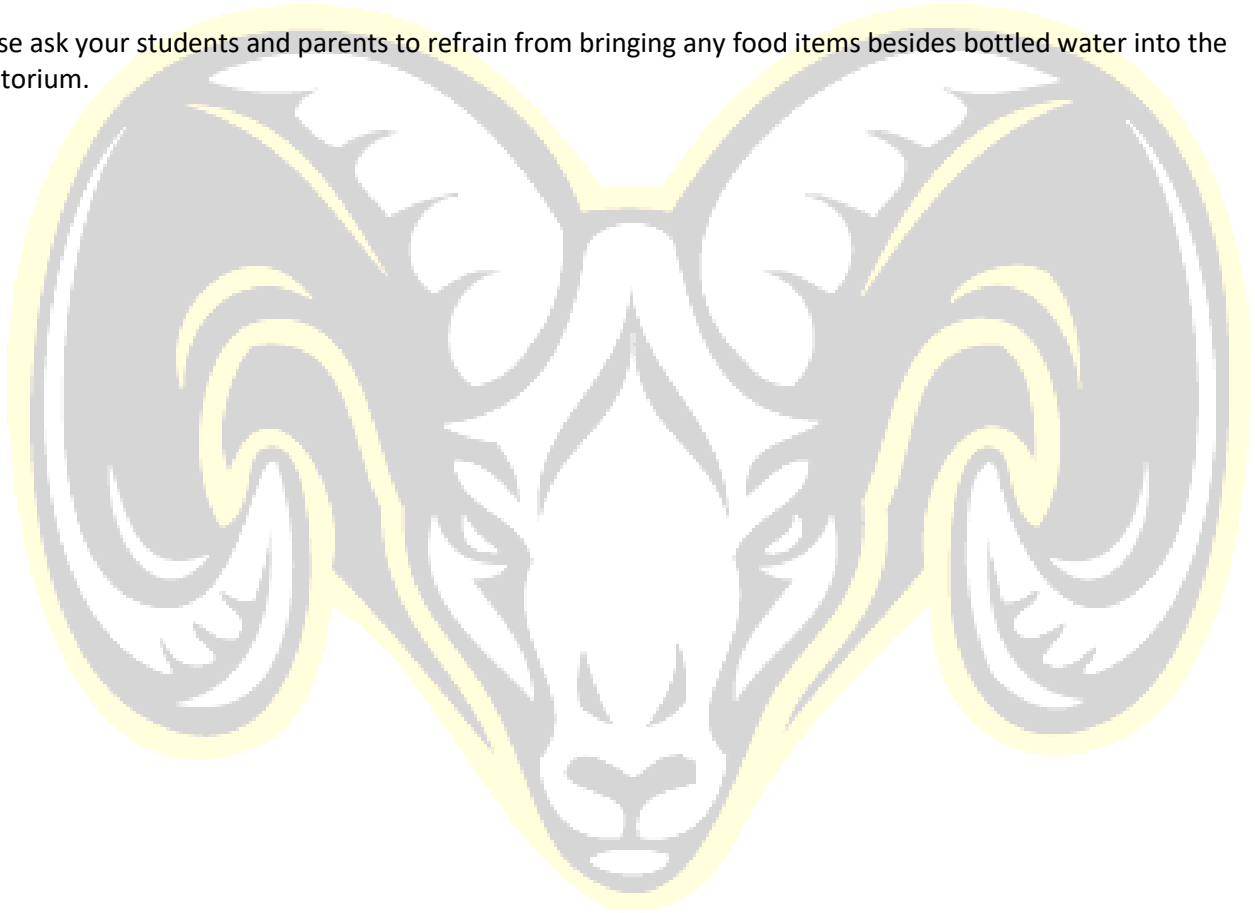 se ask your students and parents to refrain from bringing any food items besides bottled water into the
torium.